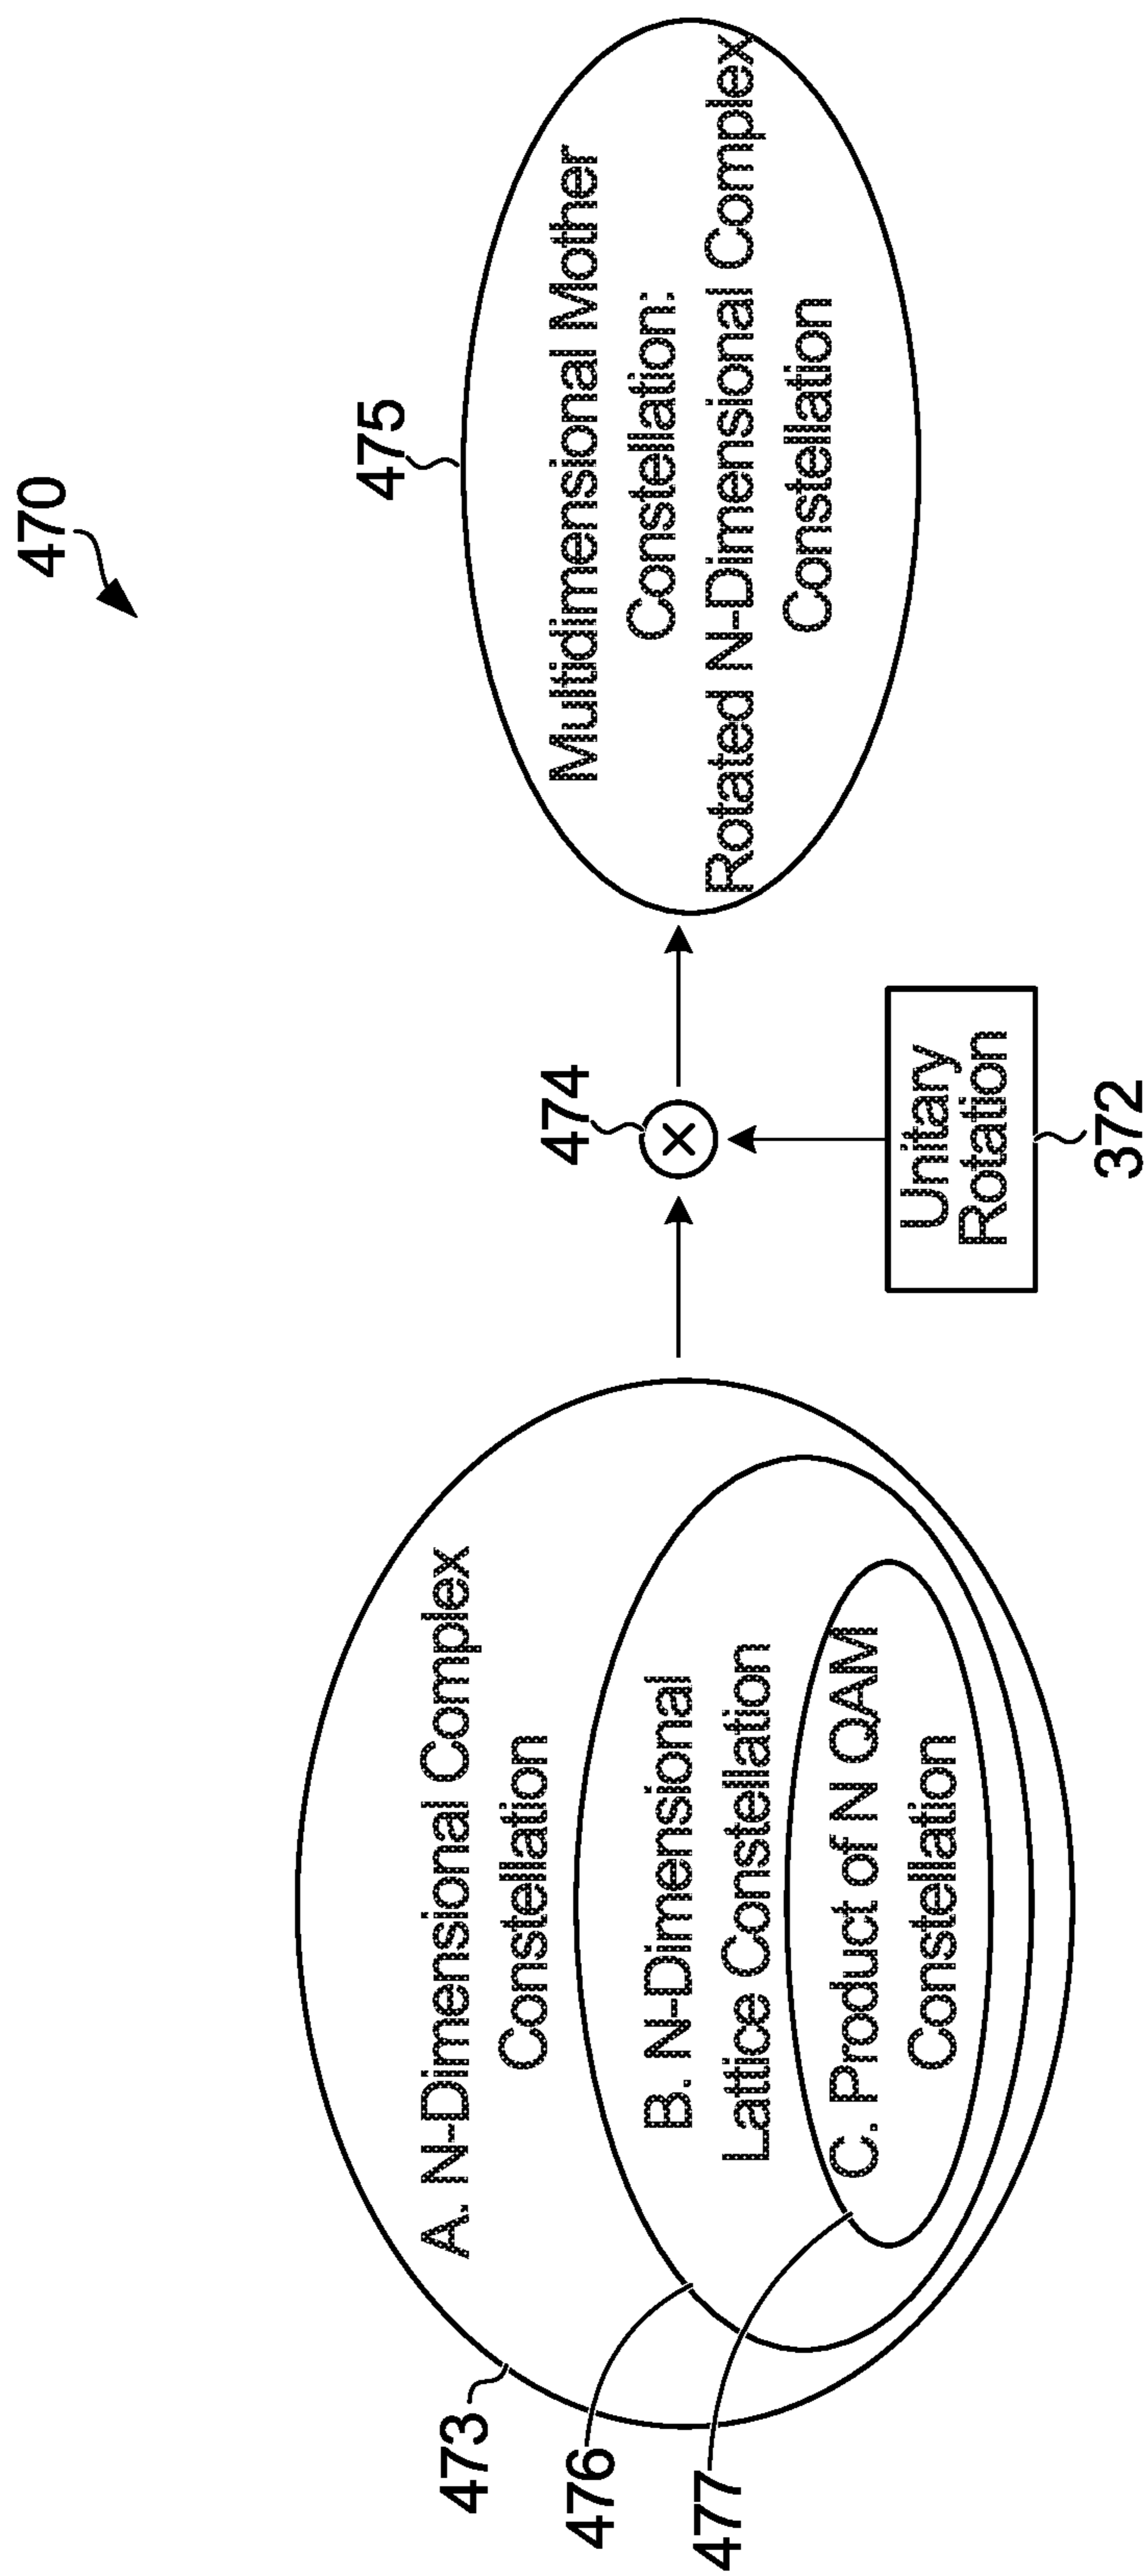 470
473
A. N-Dimensional Complex
Constellation
476
B. N-Dimensional
Lattice Constellation
477
C. Product of N QAM
Constellation
474
Unitary
Rotation
372
475
Multidimensional Mother
Constellation:
Rotated N-Dimensional Complex
Constellation